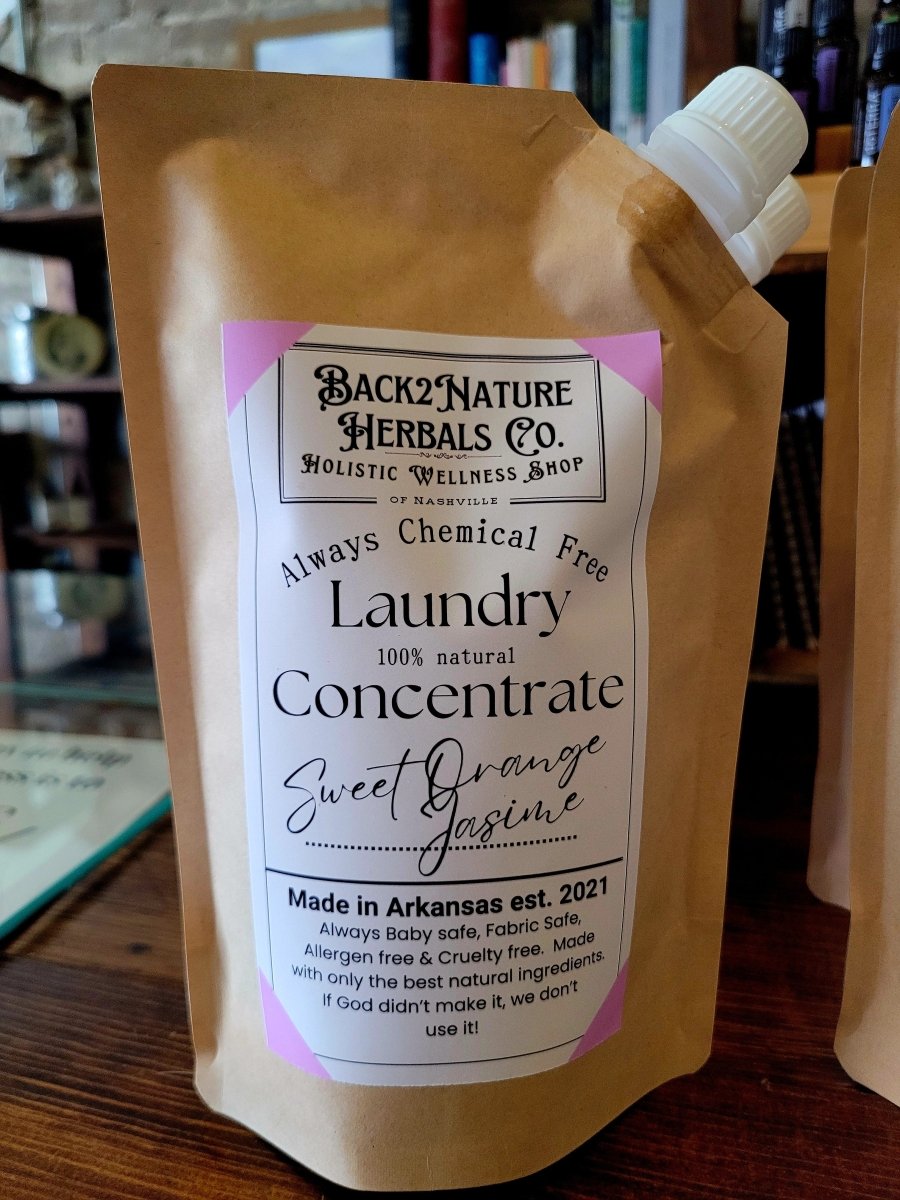 Back2Nature
Herbals Co.
Holistic Wellness Shop
of Nashville
Always Chemical Free
Laundry
100% natural
Concentrate
Sweet Orange
Jasime
Made in Arkansas est. 2021
Always Baby safe, Fabric Safe,
Allergen free & Cruelty free. Made
with only the best natural ingredients.
If God didn't make it, we don't
use it!